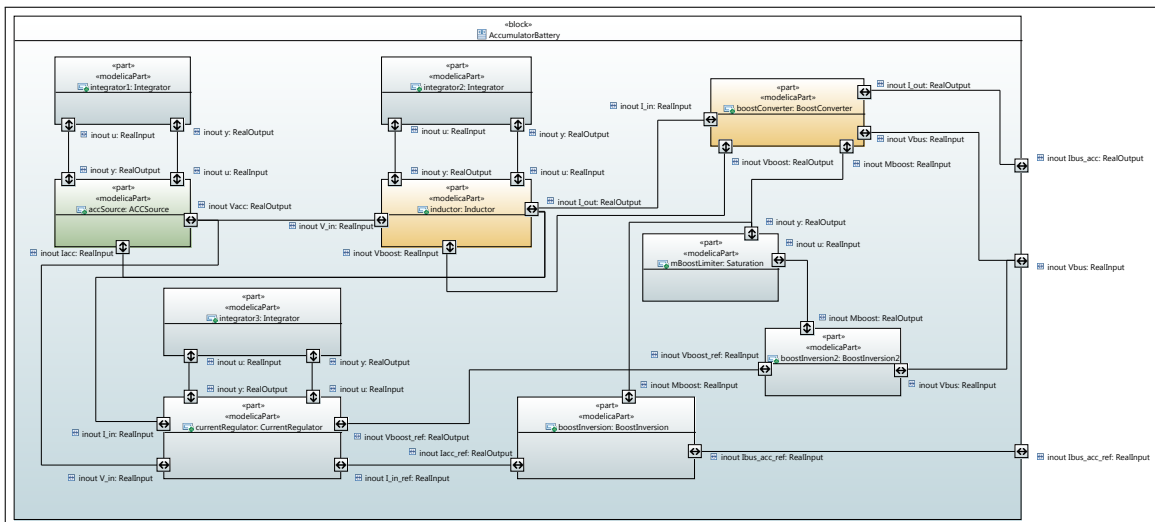 «block»
AccumulatorBattery
«part»
«modelicaPart»
integrator1: Integrator
inout u: RealInput
inout y: RealOutput
inout y: RealOutput
inout u: RealInput
«part»
«modelicaPart»
accSource: ACCSource
inout Vacc: RealOutput
inout Iacc: RealInput
«part»
«modelicaPart»
integrator2: Integrator
inout u: RealInput
inout y: RealOutput
inout y: RealOutput
inout u: RealInput
«part»
«modelicaPart»
inductor: Inductor
inout I_out: RealOutput
inout V_in: RealInput
inout Vboost: RealInput
«part»
«modelicaPart»
boostConverter: BoostConverter
inout I_in: RealInput
inout I_out: RealOutput
inout Vbus: RealInput
inout Vboost: RealOutput
inout Mboost: RealInput
inout Ibus_acc: RealOutput
inout y: RealOutput
«part»
«modelicaPart»
mBoostLimiter: Saturation
inout u: RealInput
inout Vbus: RealInput
«part»
«modelicaPart»
integrator3: Integrator
inout u: RealInput
inout y: RealOutput
inout y: RealOutput
inout u: RealInput
inout Mboost: RealOutput
«part»
«modelicaPart»
boostInversion2: BoostInversion2
inout Vboost_ref: RealInput
inout Vbus: RealInput
«part»
«modelicaPart»
currentRegulator: CurrentRegulator
inout I_in: RealInput
inout Vboost_ref: RealOutput
inout V_in: RealInput
inout I_in_ref: RealInput
inout Mboost: RealInput
«part»
«modelicaPart»
boostInversion: BoostInversion
inout Iacc_ref: RealOutput
inout Ibus_acc_ref: RealInput
inout Ibus_acc_ref: RealInput